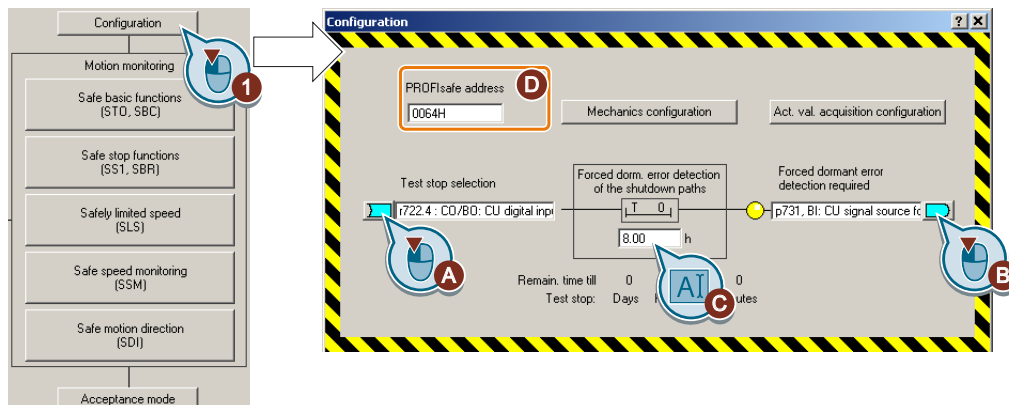 Configuration
Motion monitoring
Safe basic functions
(STO, SBC)
Safe stop functions
(SS1, SBR)
Safely limited speed
(SLS)
Safe speed monitoring
(SSM)
Safe motion direction
(SDI)
Acceptance mode
1
Configuration
PROFIsafe address
0064H
D
Mechanics configuration
Act. val. acquisition configuration
Test stop selection
r722.4 : CO/BO: CU digital inp
A
Forced dorm. error detection
of the shutdown paths
T 0
8.00 h
AI
C
Forced dormant error
detection required
p731, BI: CU signal source fo
B
Remain. time till 0 0
Test stop: Days